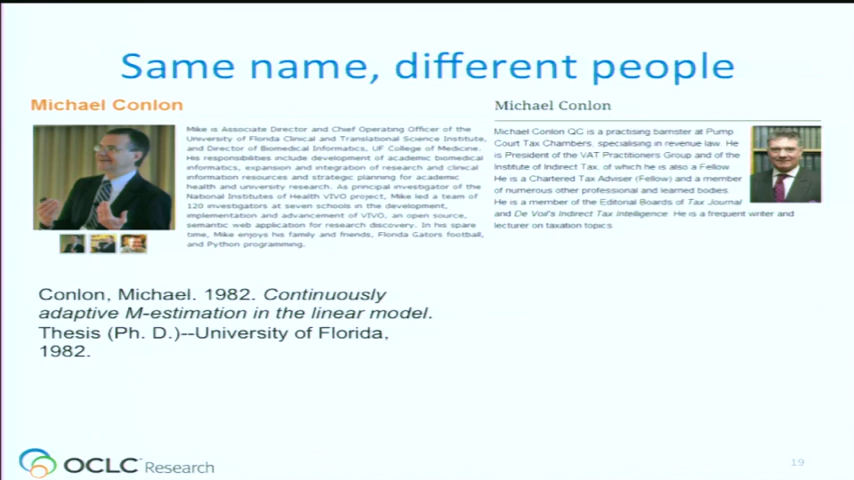 Same name, different people
Michael Conlon
Mike is Associate Director and Chief Operating Officer of the
University of Florida Clinical and Translational Science Institute,
and Director of Biomedical Informatics, UF College of Medicine.
His responsibilities include development of academic biomedical
informatics, expansion and integration of research and clinical
information resources and strategic planning for academic
health and university research. As principal investigator of the
National Institutes of Health VIVO project, Mike led a team of
120 investigators at seven schools in the development,
implementation and advancement of VIVO, an open source,
semantic web application for research discovery. In his spare
time, Mike enjoys his family and friends, Florida Gators football,
and Python programming.
Michael Conlon
Michael Conlon QC is a practising barrister at Pump
Court Tax Chambers, specialising in revenue law. He
is President of the VAT Practitioners Group and of the
Institute of Indirect Tax, of which he is also a Fellow.
He is a Chartered Tax Adviser (Fellow) and a member
of numerous other professional and learned bodies.
He is a member of the Editorial Boards of Tax Journal
and De Voil's Indirect Tax Intelligence. He is a frequent writer and
lecturer on taxation topics
Conlon, Michael. 1982. Continuously
adaptive M-estimation in the linear model.
Thesis (Ph. D.)--University of Florida,
1982.
OCLC Research
19